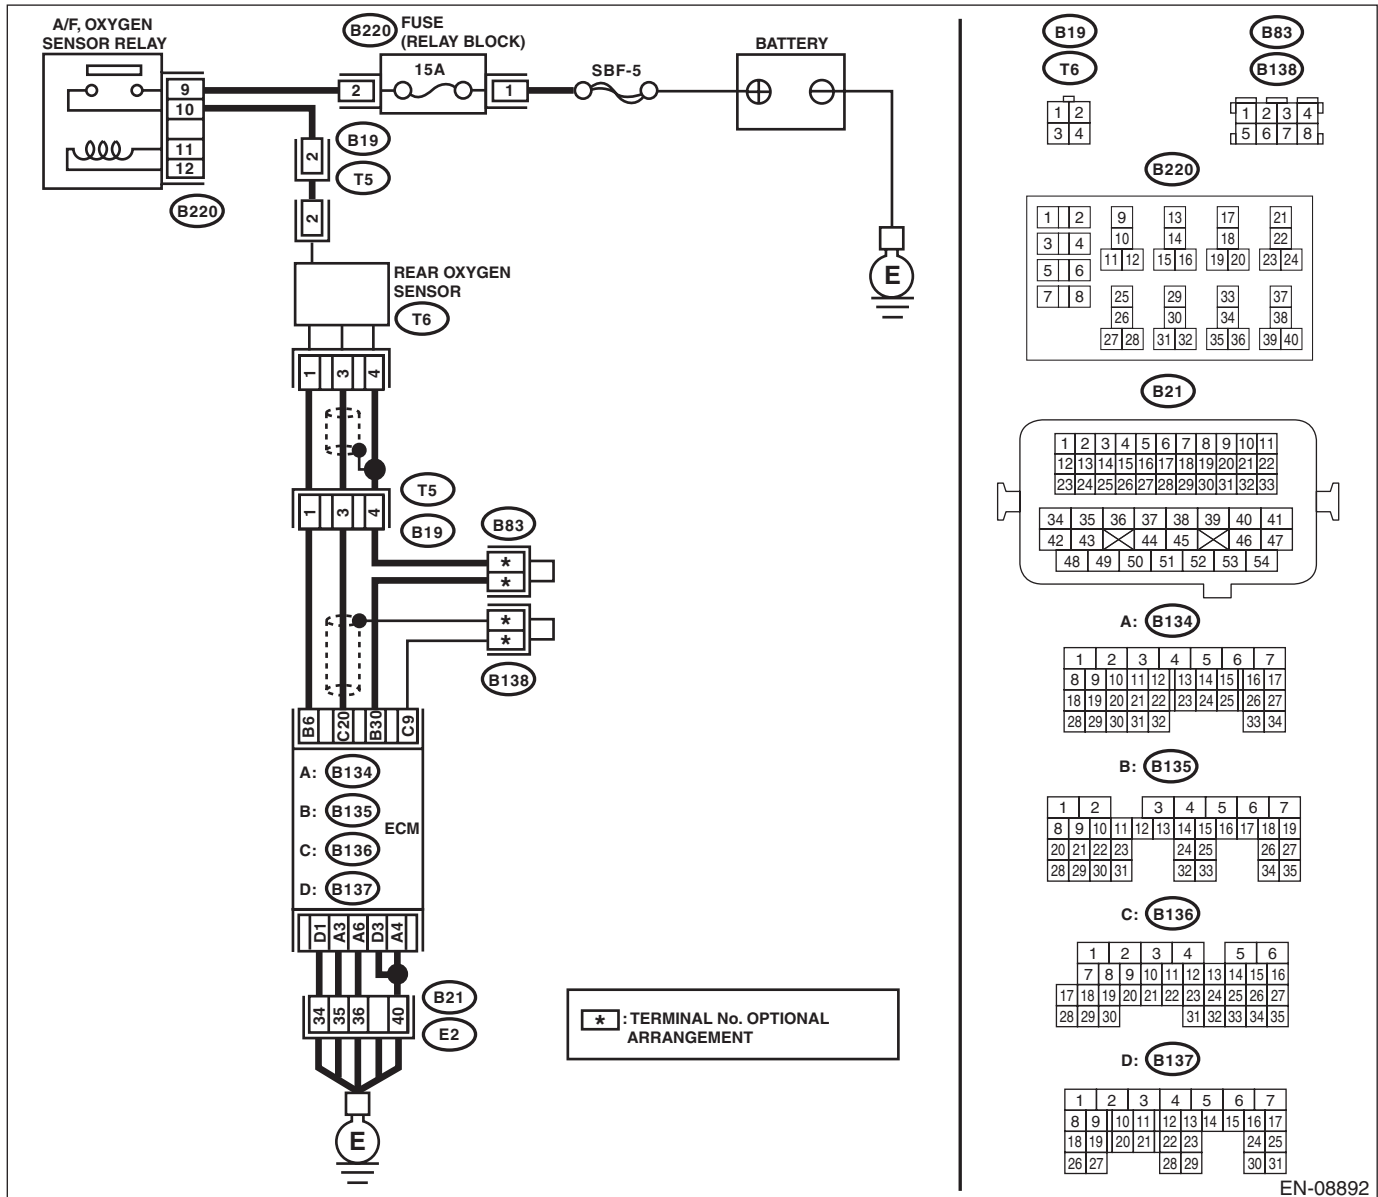 A/F, OXYGEN
SENSOR RELAY
B220
FUSE
(RELAY BLOCK)
15A
SBF-5
BATTERY
9
10
11
12
2
1
B220
2
B19
T5
2
REAR OXYGEN
SENSOR
T6
E
1 3 4
T5
B19
1 3 4
B83
*
*
*
*
B138
B6 C20 B30 C9
A: B134
B: B135
ECM
C: B136
D: B137
D1 A3 A6 D3 A4
34 35 36 40
B21
E2
E
* : TERMINAL No. OPTIONAL
ARRANGEMENT
B19
T6
1 2
3 4
B83
B138
1 2 3 4
5 6 7 8
B220
1 2 9 13 17 21
3 4 10 14 18 22
5 6 11 12 15 16 19 20 23 24
7 8 25 29 33 37
26 30 34 38
27 28 31 32 35 36 39 40
B21
1 2 3 4 5 6 7 8 9 10 11
12 13 14 15 16 17 18 19 20 21 22
23 24 25 26 27 28 29 30 31 32 33
34 35 36 37 38 39 40 41
42 43 44 45 46 47
48 49 50 51 52 53 54
A: B134
1 2 3 4 5 6 7
8 9 10 11 12 13 14 15 16 17
18 19 20 21 22 23 24 25 26 27
28 29 30 31 32 33 34
B: B135
1 2 3 4 5 6 7
8 9 10 11 12 13 14 15 16 17 18 19
20 21 22 23 24 25 26 27
28 29 30 31 32 33 34 35
C: B136
1 2 3 4 5 6
7 8 9 10 11 12 13 14 15 16
17 18 19 20 21 22 23 24 25 26 27
28 29 30 31 32 33 34 35
D: B137
1 2 3 4 5 6 7
8 9 10 11 12 13 14 15 16 17
18 19 20 21 22 23 24 25
26 27 28 29 30 31
EN-08892